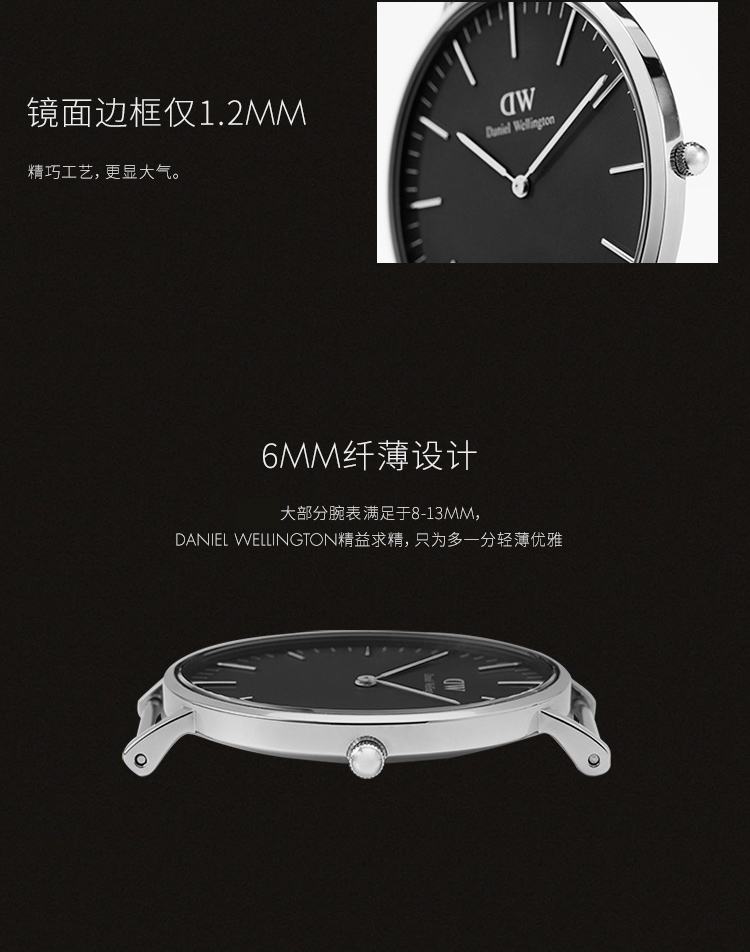 镜面边框仅1.2MM
精巧工艺，更显大气。
DW
Daniel Wellington
6MM纤薄设计
大部分腕表满足于8-13MM，
DANIEL WELLINGTON精益求精，只为多一分轻薄优雅
DW
Daniel Wellington